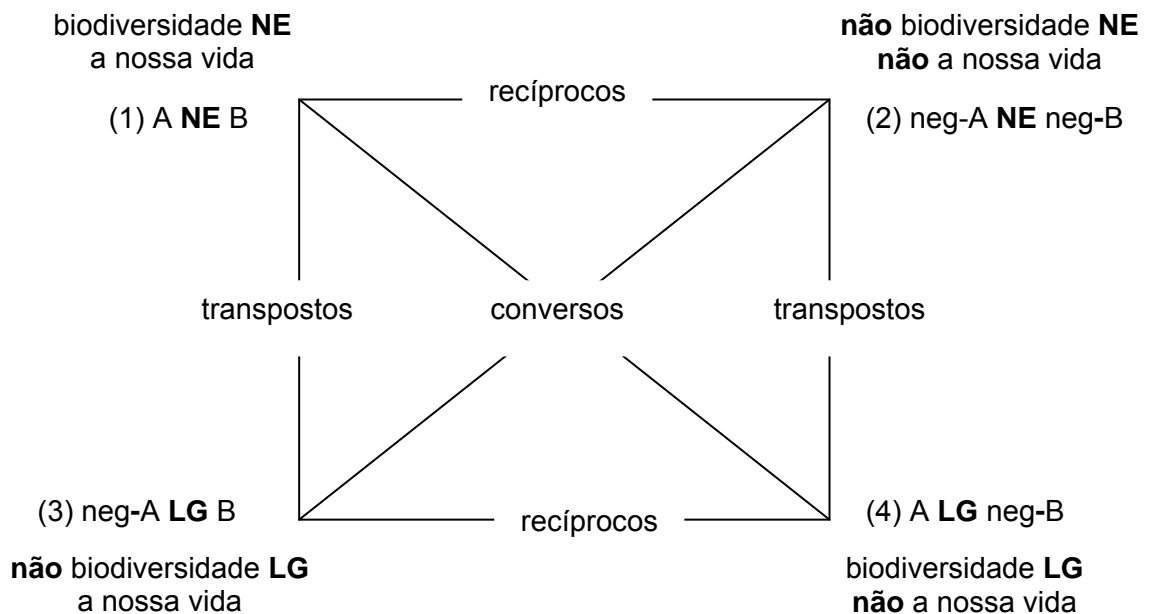 biodiversidade NE
a nossa vida
(1) A NE B
não biodiversidade NE
não a nossa vida
(2) neg-A NE neg-B
recíprocos
transpostos
conversos
transpostos
(3) neg-A LG B
não biodiversidade LG
a nossa vida
recíprocos
(4) A LG neg-B
biodiversidade LG
não a nossa vida